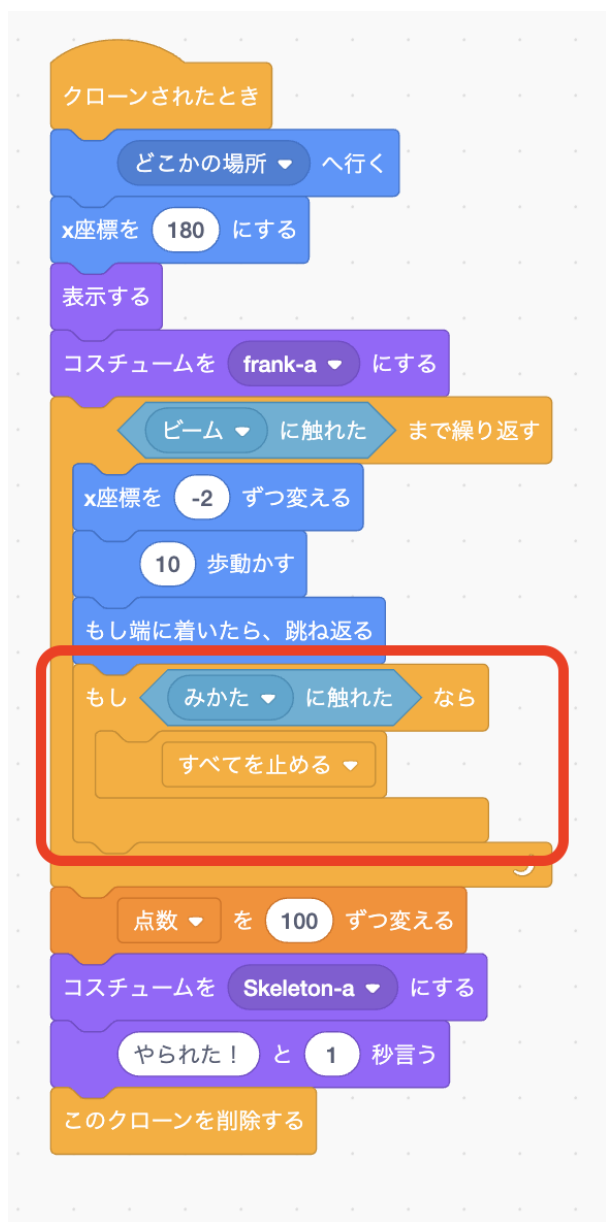 クローンされたとき
どこかの場所 へ行く
x座標を 180 にする
表示する
コスチュームを frank-a にする
ビーム に触れた まで繰り返す
x座標を -2 ずつ変える
10 歩動かす
もし端に着いたら、跳ね返る
もし みかた に触れた なら
すべてを止める
点数 を 100 ずつ変える
コスチュームを Skeleton-a にする
やられた！ と 1 秒言う
このクローンを削除する